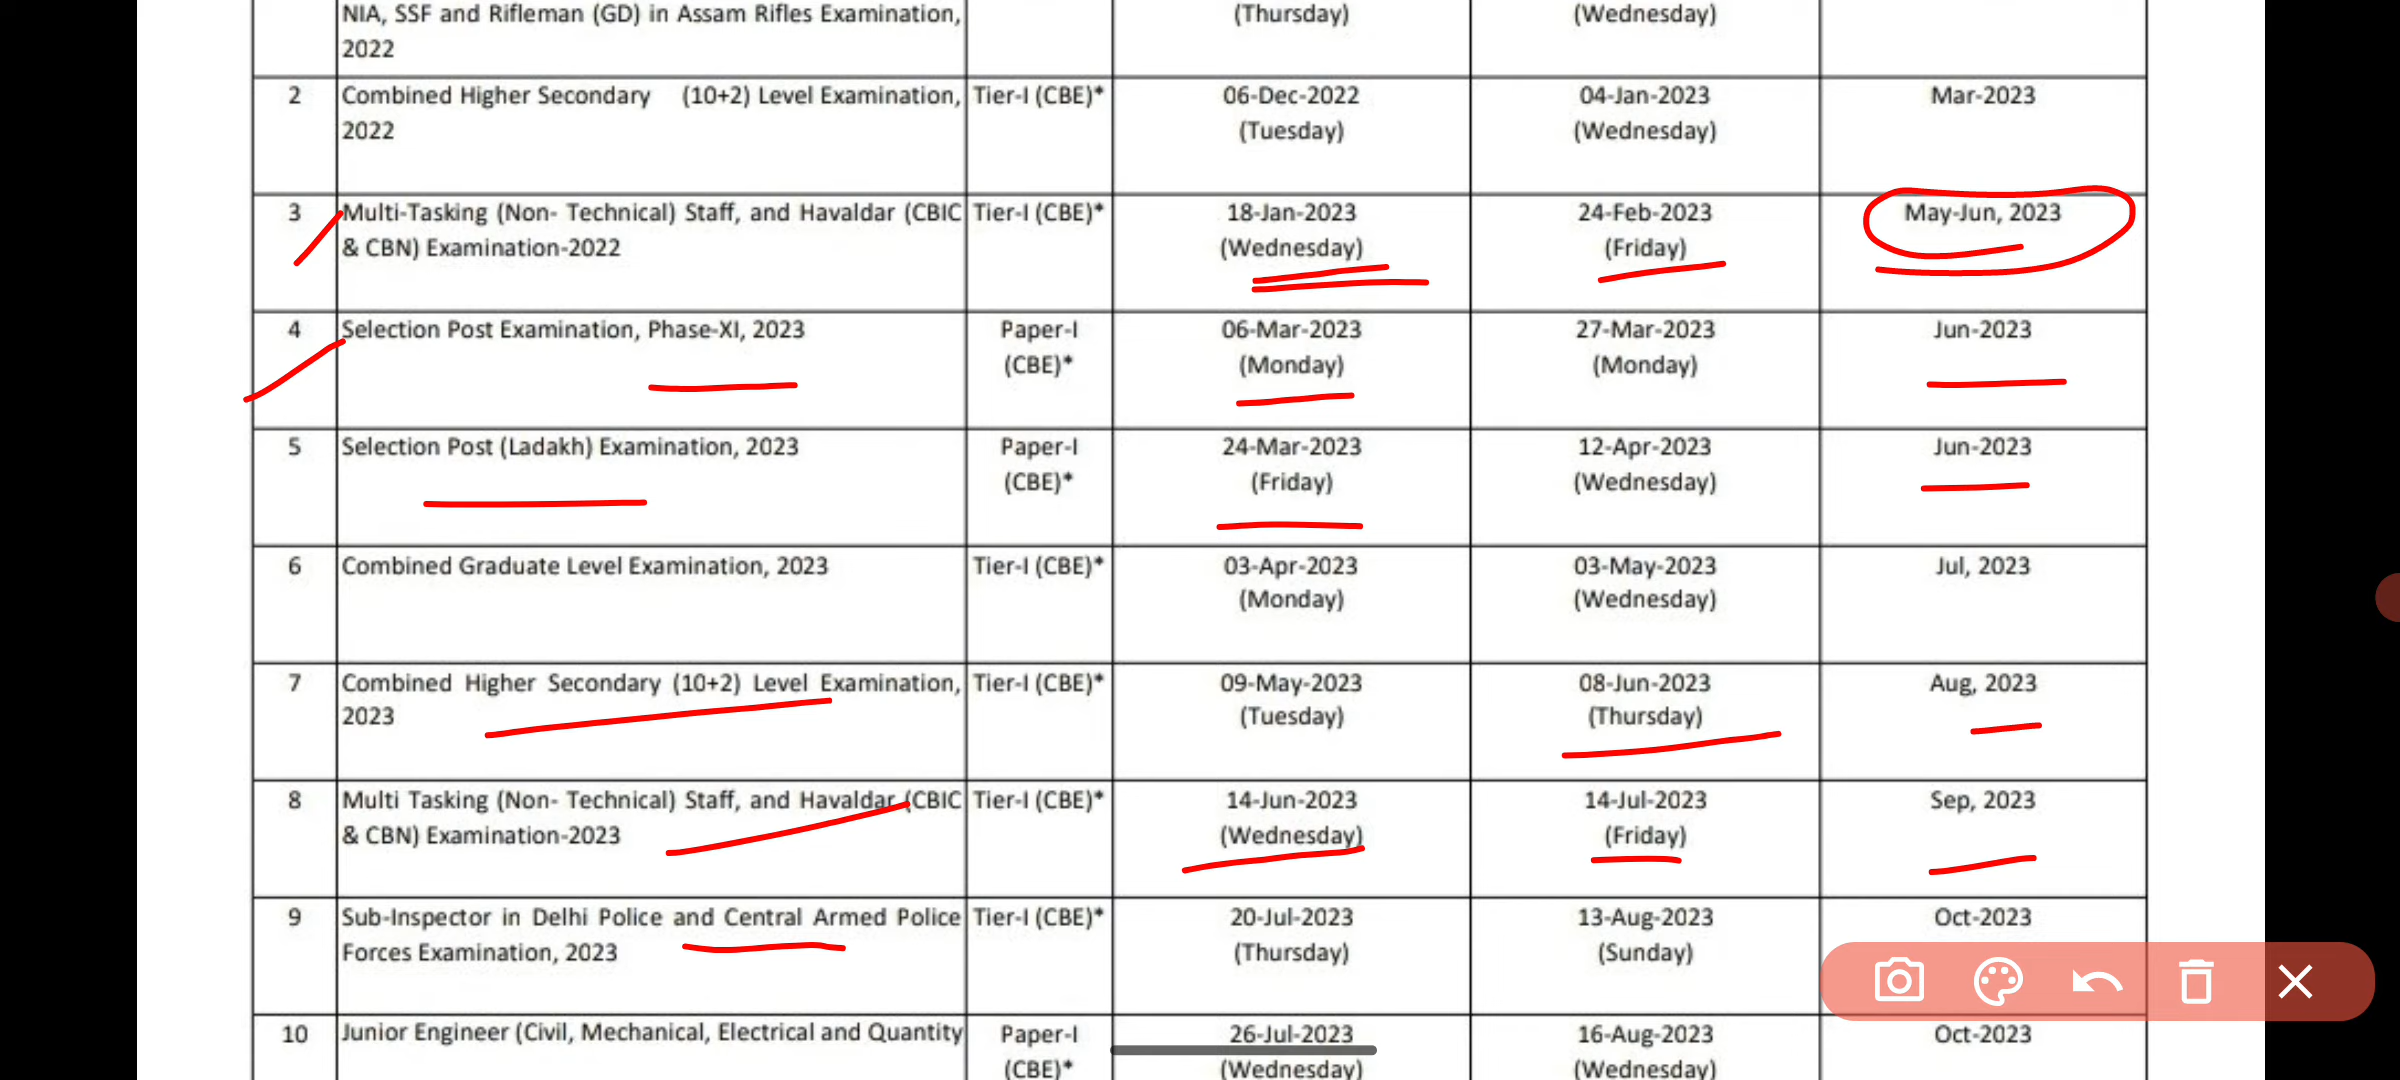 NIA, SSF and Rifleman (GD) in Assam Rifles Examination, (Thursday) (Wednesday)
2022
2 Combined Higher Secondary (10+2) Level Examination, Tier-I (CBE)* 06-Dec-2022 04-Jan-2023 Mar-2023
2022 (Tuesday) (Wednesday)
3 Multi-Tasking (Non- Technical) Staff, and Havaldar (CBIC Tier-I (CBE)* 18-Jan-2023 24-Feb-2023 May-Jun, 2023
& CBN) Examination-2022 (Wednesday) (Friday)
4 Selection Post Examination, Phase-XI, 2023 Paper-I 06-Mar-2023 27-Mar-2023 Jun-2023
(CBE)* (Monday) (Monday)
5 Selection Post (Ladakh) Examination, 2023 Paper-I 24-Mar-2023 12-Apr-2023 Jun-2023
(CBE)* (Friday) (Wednesday)
6 Combined Graduate Level Examination, 2023 Tier-I (CBE)* 03-Apr-2023 03-May-2023 Jul, 2023
(Monday) (Wednesday)
7 Combined Higher Secondary (10+2) Level Examination, Tier-I (CBE)* 09-May-2023 08-Jun-2023 Aug, 2023
2023 (Tuesday) (Thursday)
8 Multi Tasking (Non- Technical) Staff, and Havaldar (CBIC Tier-I (CBE)* 14-Jun-2023 14-Jul-2023 Sep, 2023
& CBN) Examination-2023 (Wednesday) (Friday)
9 Sub-Inspector in Delhi Police and Central Armed Police Tier-I (CBE)* 20-Jul-2023 13-Aug-2023 Oct-2023
Forces Examination, 2023 (Thursday) (Sunday)
10 Junior Engineer (Civil, Mechanical, Electrical and Quantity Paper-I 26-Jul-2023 16-Aug-2023 Oct-2023
(CBE)* (Wednesday) (Wednesday)